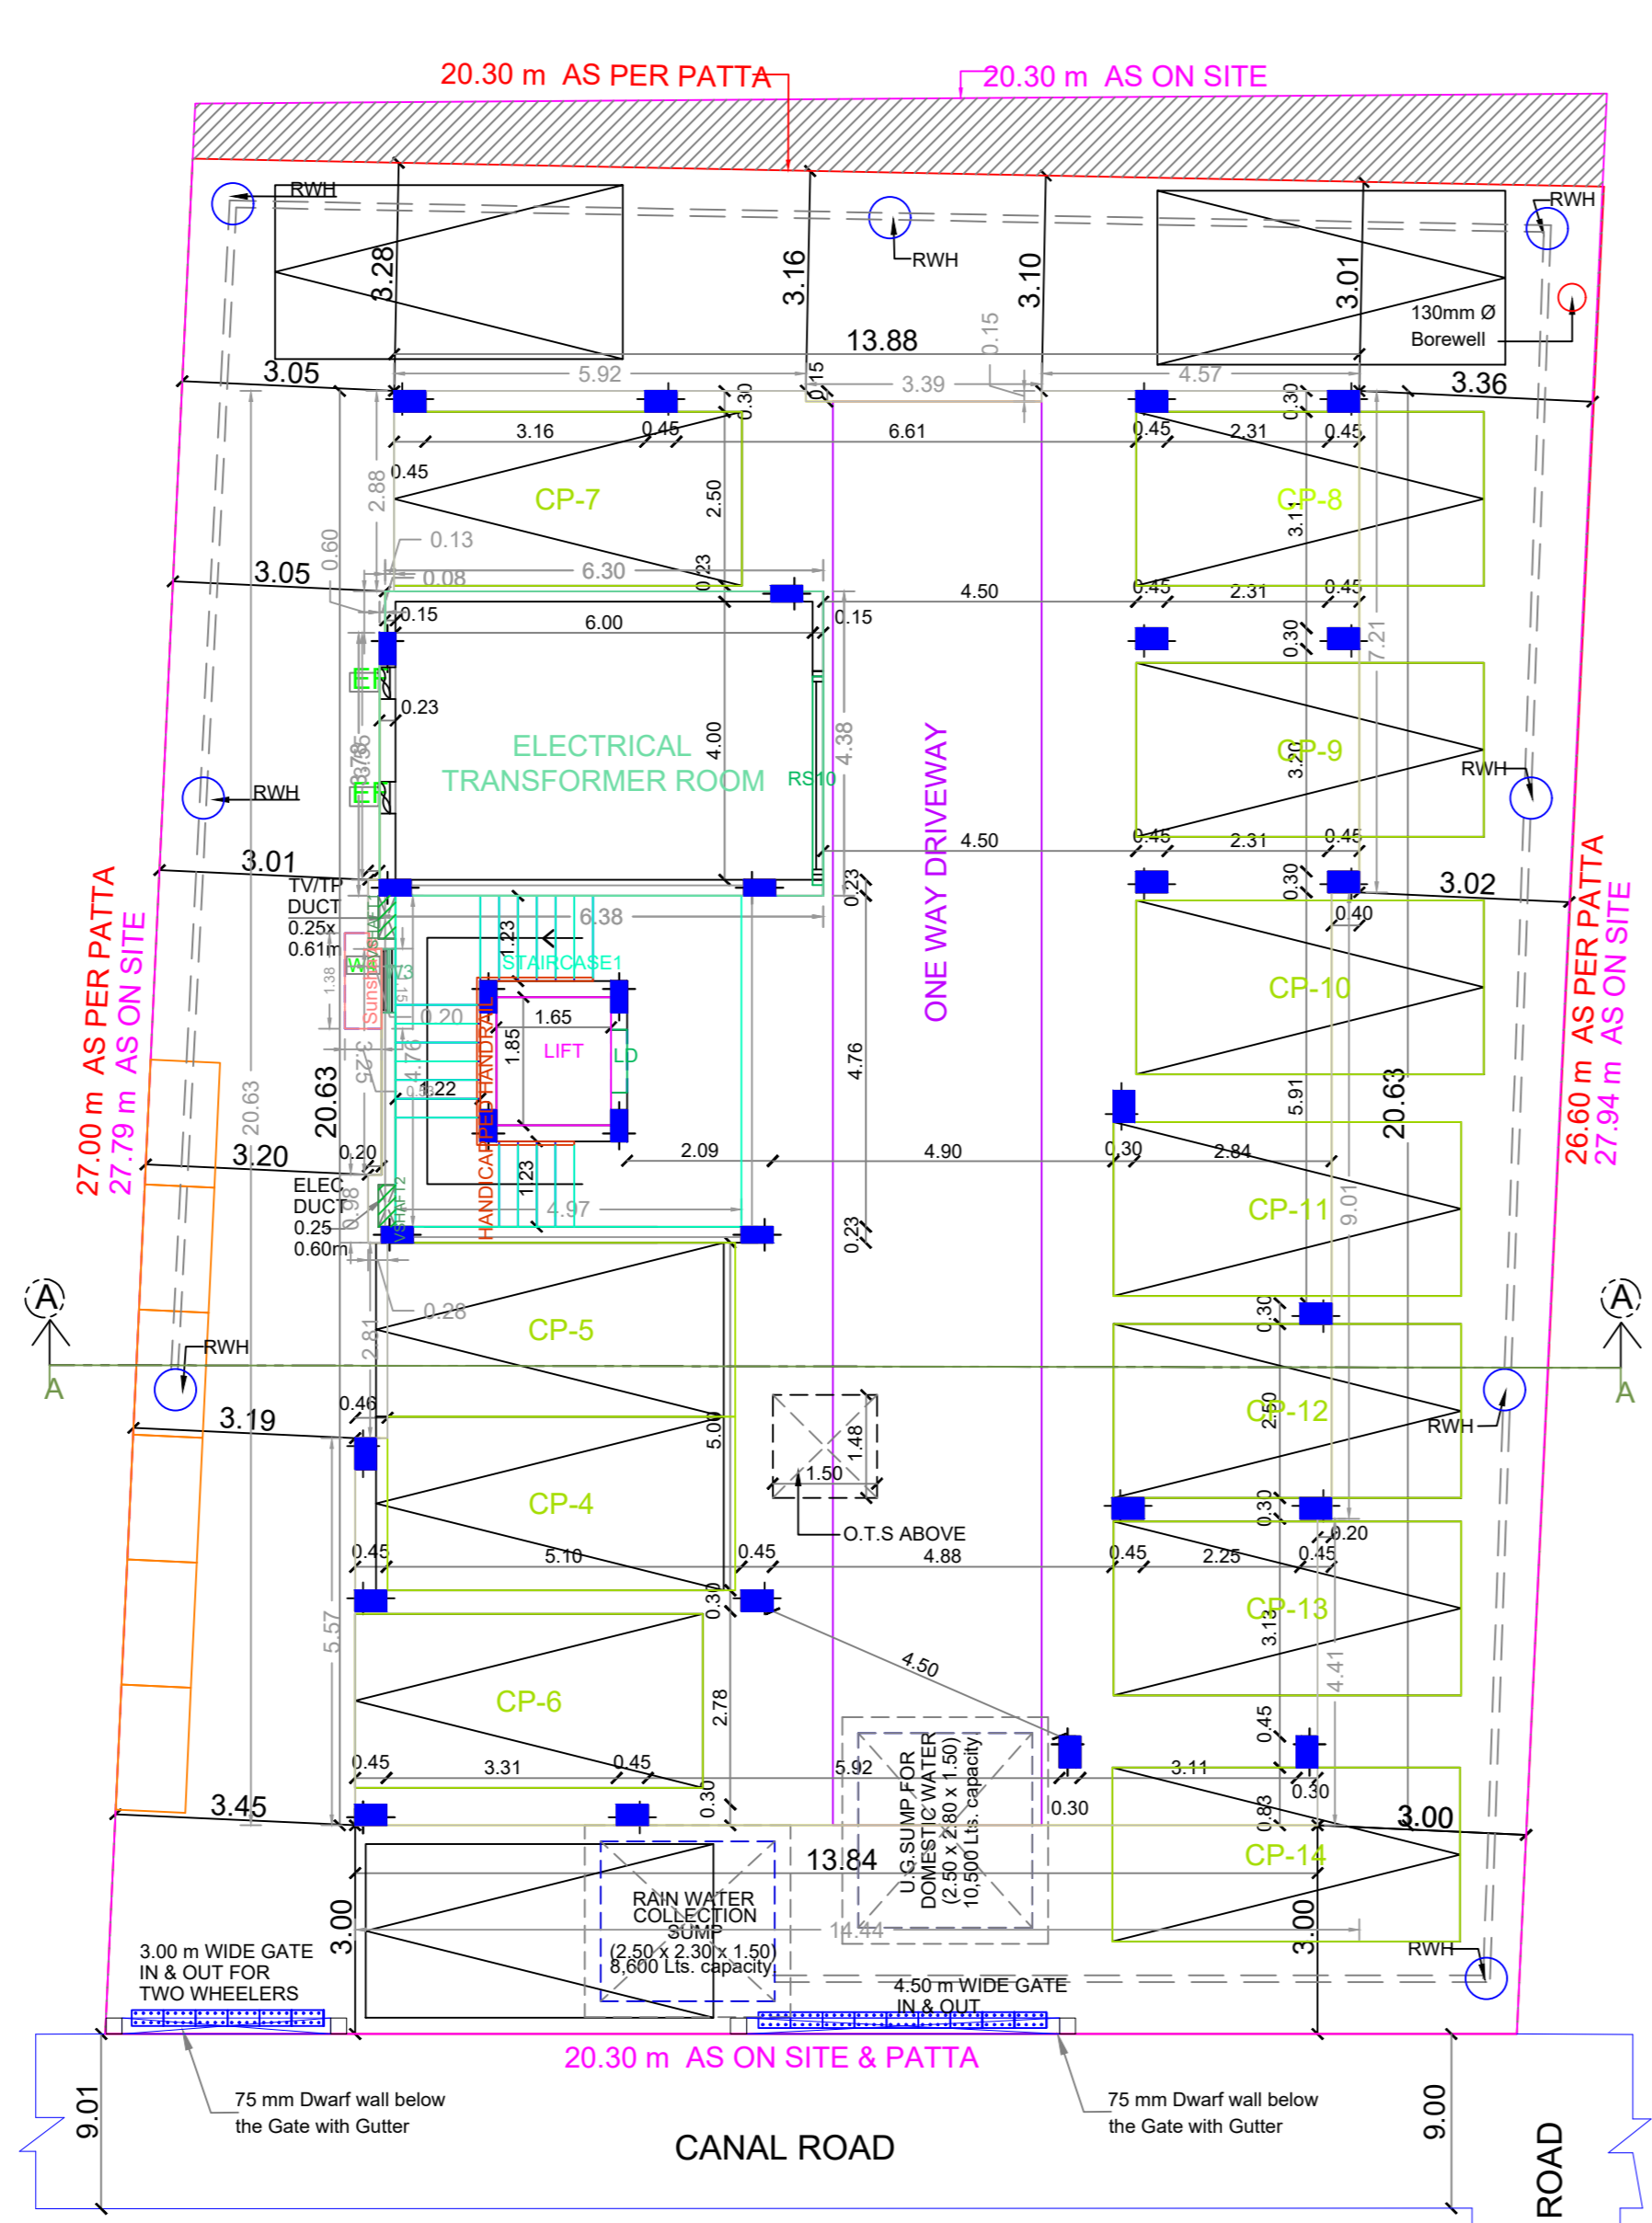 20.30 m AS PER PATTA
20.30 m AS ON SITE
RWH
RWH
RWH
3.28
3.16
3.10
3.01
130mm Ø
Borewell
0.15
13.88
3.05
5.92
0.15
3.39
4.57
3.36
0.30
0.30
3.16
0.45
6.61
0.45
2.31
0.45
0.45
2.88
CP-7
2.50
CP-8
3.11
0.60
0.13
3.05
0.08
6.30
0.23
4.50
0.45
2.31
0.45
0.15
6.00
0.15
0.30
7.21
EF
0.23
ELECTRICAL
TRANSFORMER ROOM
4.00
4.38
RS10
CP-9
3.20
RWH
EF
RWH
ONE WAY DRIVEWAY
4.50
0.45
2.31
0.45
3.01
0.23
0.30
3.02
TV/TP
DUCT
0.25x
0.61m
6.38
0.40
1.23
STAIRCASE1
W3
1.38
Sunshade
0.20
1.65
1.85
LIFT
LD
CP-10
27.00 m AS PER PATTA
27.79 m AS ON SITE
26.60 m AS PER PATTA
27.94 m AS ON SITE
3.25
4.76
1.22
HANDICAPPED HANDRAIL
4.76
20.63
20.63
5.91
20.63
3.20
0.20
2.09
4.90
0.30
2.84
ELEC
DUCT
0.25
0.60m
0.98
VSHAFT2
1.23
4.97
0.23
CP-11
9.01
A
A
0.28
0.30
CP-5
2.81
RWH
A
A
3.19
0.46
5.00
1.48
1.50
CP-12
2.50
RWH
CP-4
O.T.S ABOVE
0.30
0.20
0.45
5.10
0.45
4.88
0.45
2.25
0.45
0.30
5.57
CP-13
3.13
4.50
4.41
CP-6
2.78
U.G.SUMP FOR
DOMESTIC WATER
(2.50 x 2.80 x 1.50)
10,500 Lts. capacity
0.45
0.45
3.31
0.45
5.92
3.11
0.30
0.30
0.30
0.83
3.45
3.00
CP-14
13.84
RAIN WATER
COLLECTION
SUMP
(2.50 x 2.30 x 1.50)
8,600 Lts. capacity
3.00
14.44
3.00
RWH
3.00 m WIDE GATE
IN & OUT FOR
TWO WHEELERS
4.50 m WIDE GATE
IN & OUT
20.30 m AS ON SITE & PATTA
9.01
75 mm Dwarf wall below
the Gate with Gutter
75 mm Dwarf wall below
the Gate with Gutter
9.00
CANAL ROAD
ROAD